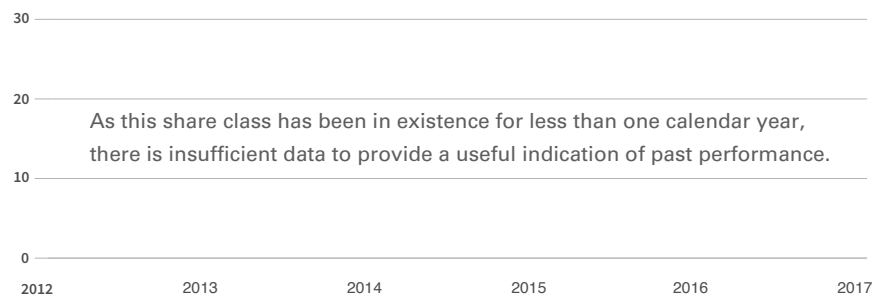 30
20
As this share class has been in existence for less than one calendar year,
there is insufficient data to provide a useful indication of past performance.
10
0
2012 2013 2014 2015 2016 2017